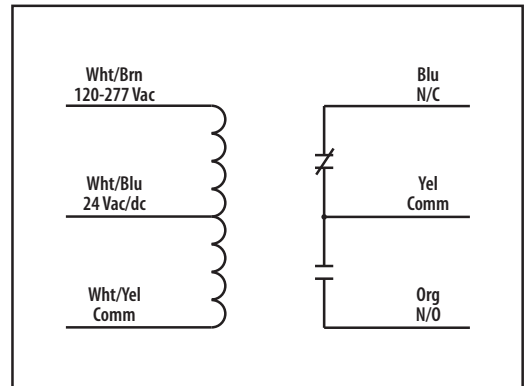 Wht/Brn
120-277 Vac
Wht/Blu
24 Vac/dc
Wht/Yel
Comm
Blu
N/C
Yel
Comm
Org
N/O